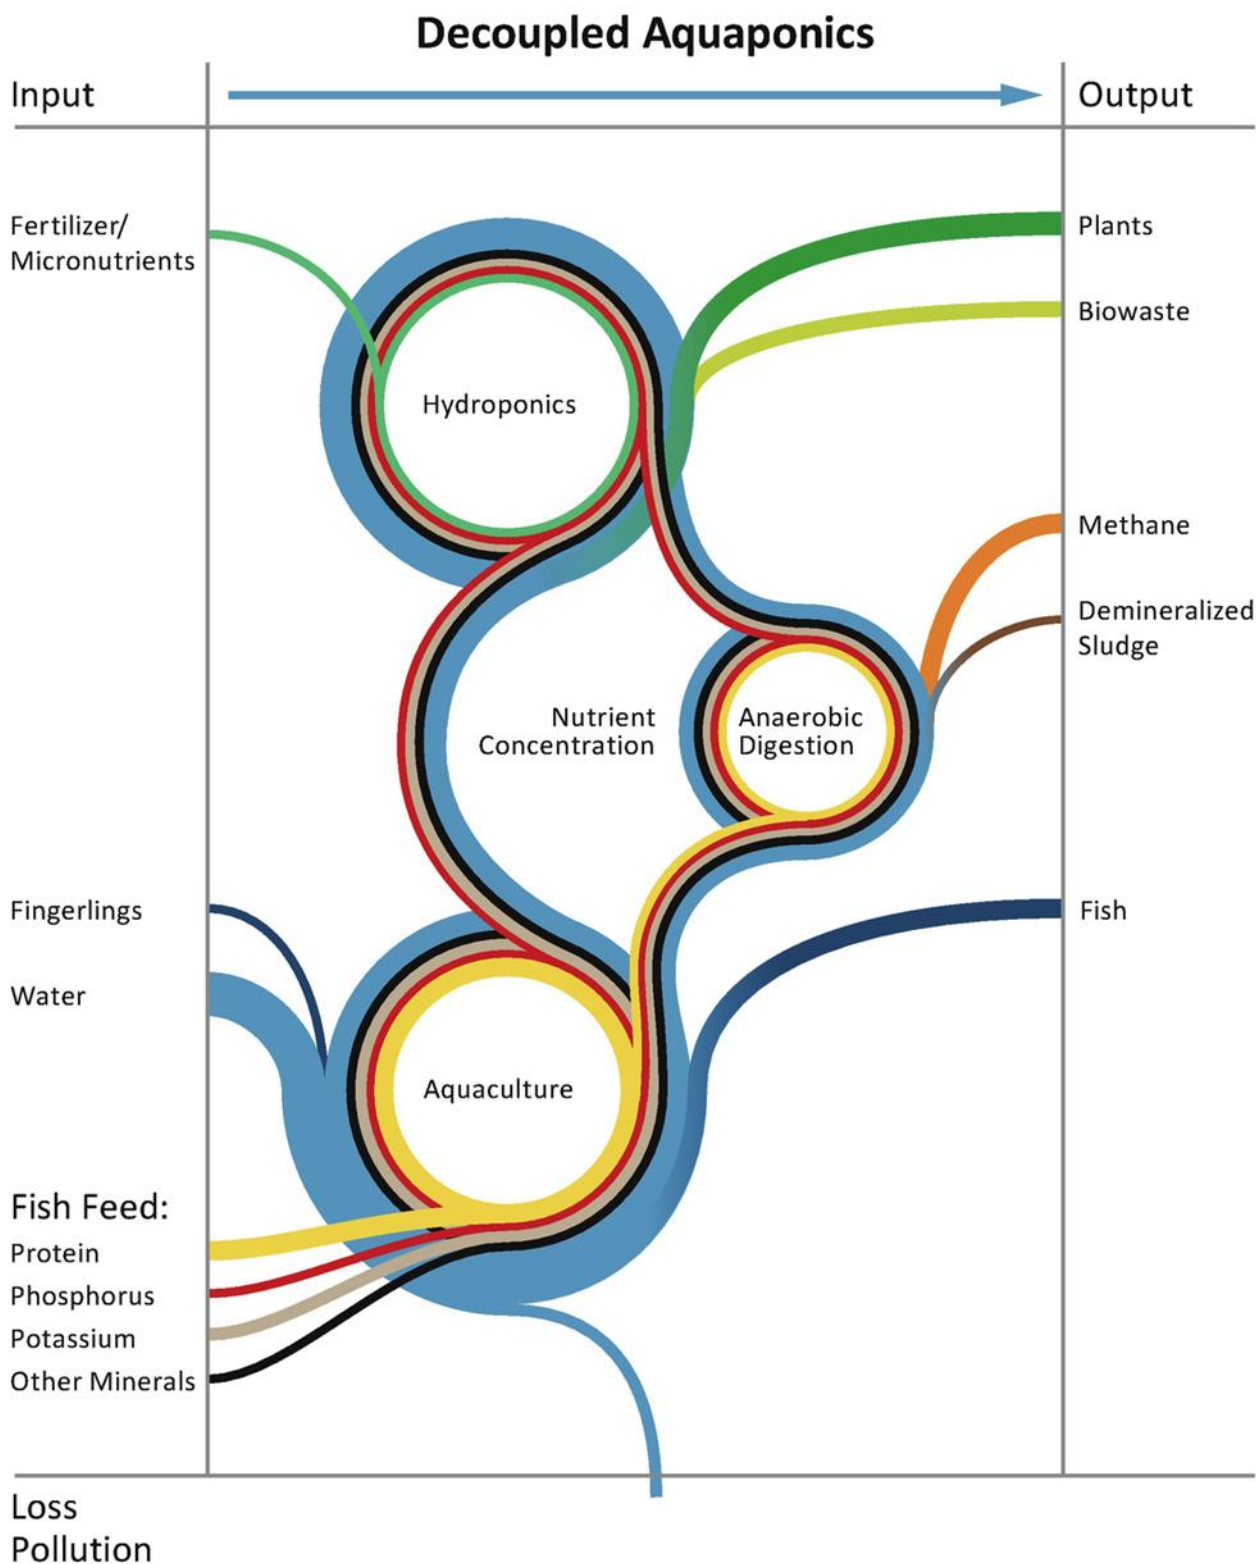 Decoupled Aquaponics
Input
Output
Fertilizer/
Micronutrients
Plants
Biowaste
Hydroponics
Methane
Demineralized
Sludge
Nutrient
Concentration
Anaerobic
Digestion
Fingerlings
Fish
Water
Aquaculture
Fish Feed:
Protein
Phosphorus
Potassium
Other Minerals
Loss
Pollution